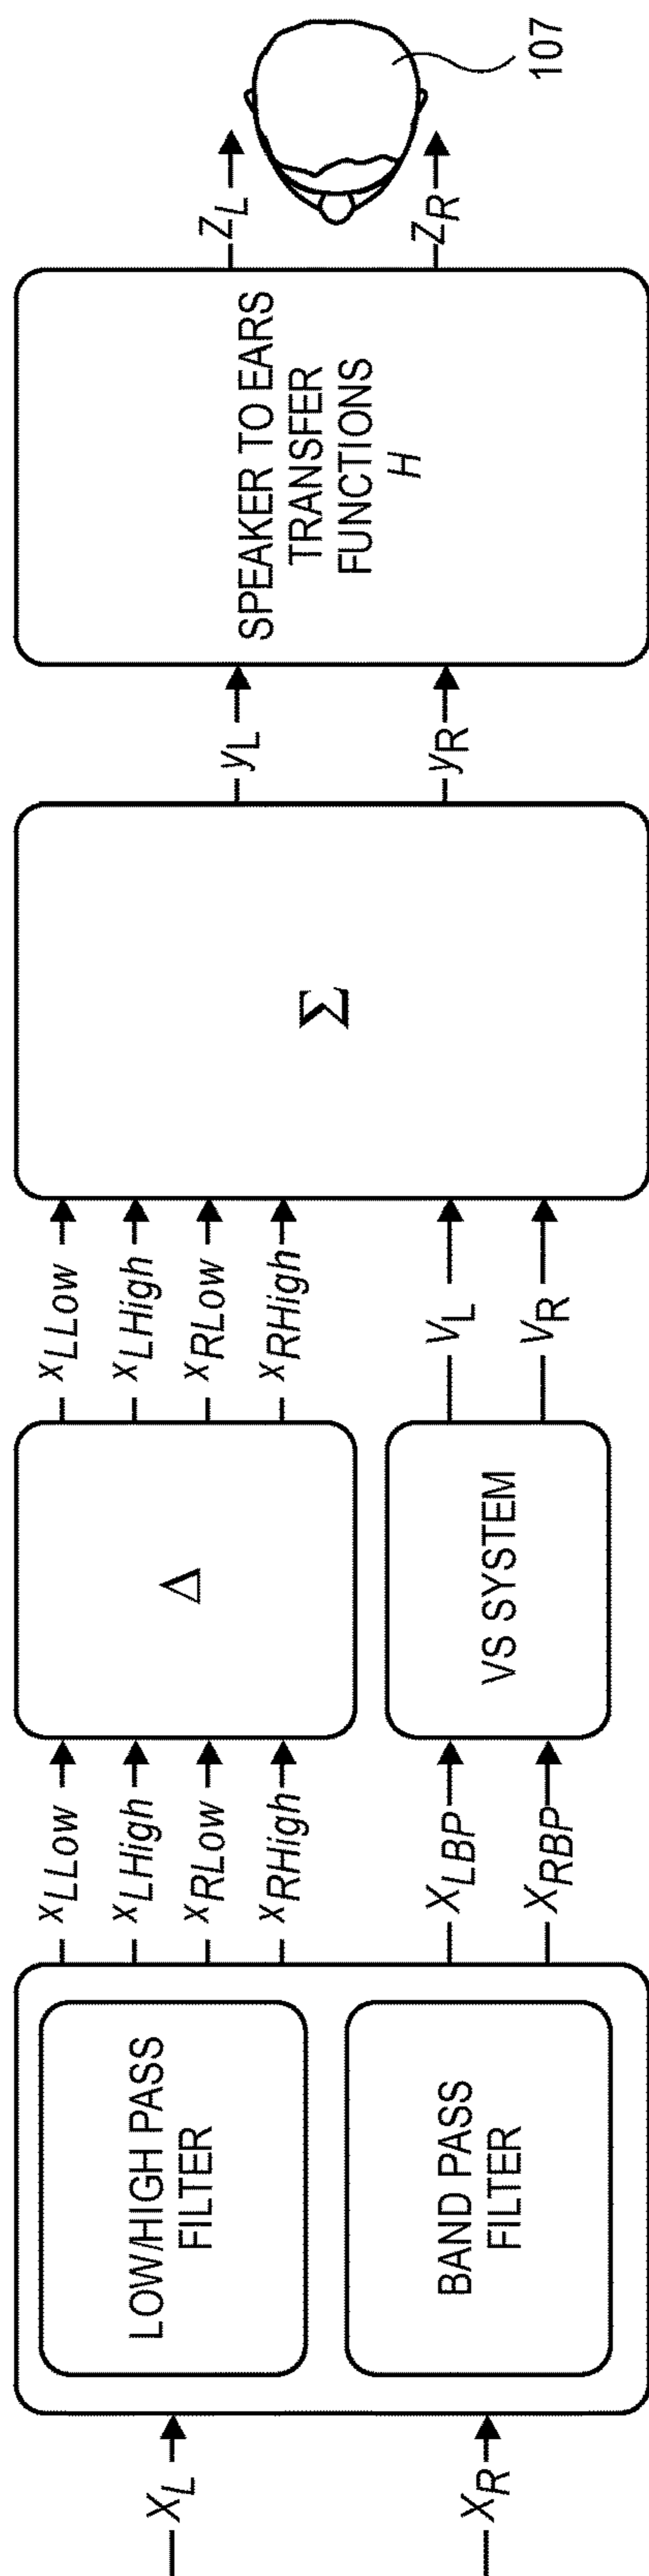 X_L
X_R
LOW/HIGH PASS
FILTER
BAND PASS
FILTER
x_LLow
x_LHigh
x_RLow
x_RHigh
X_LBP
X_RBP
Δ
VS SYSTEM
x_LLow
x_LHigh
x_RLow
x_RHigh
V_L
V_R
Σ
y_L
y_R
SPEAKER TO EARS
TRANSFER
FUNCTIONS
H
Z_L
Z_R
107